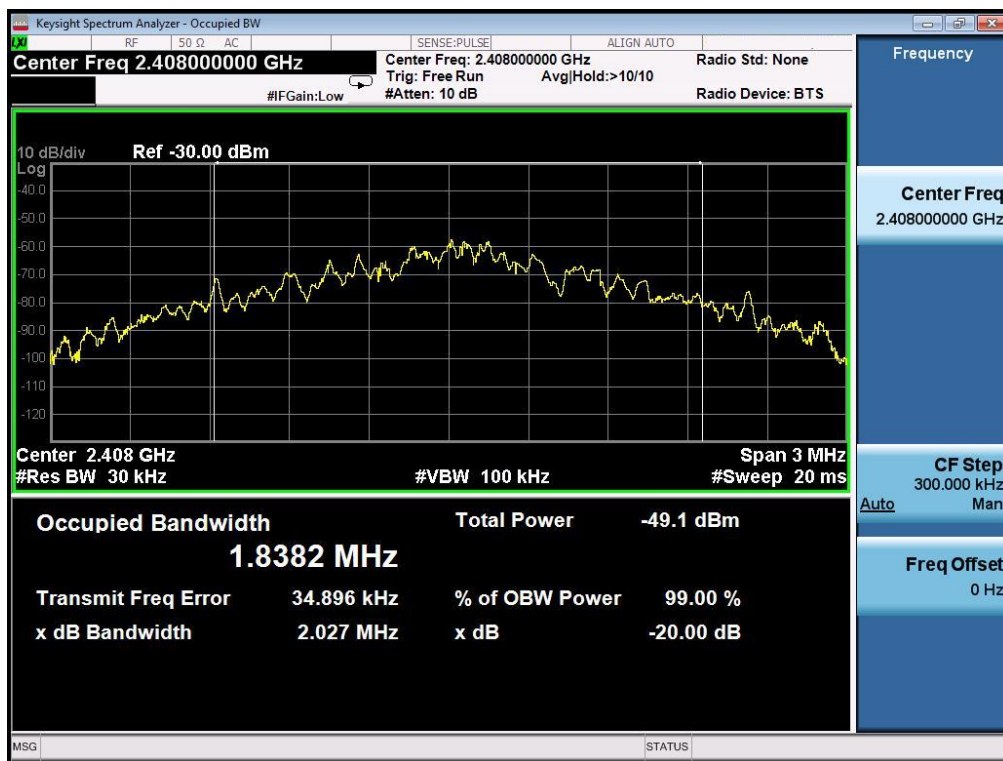 Keysight Spectrum Analyzer - Occupied BW
LXI RF 50 Ω AC SENSE:PULSE ALIGN AUTO
Center Freq 2.408000000 GHz
Center Freq: 2.408000000 GHz Radio Std: None
Trig: Free Run Avg|Hold:>10/10
#IFGain:Low #Atten: 10 dB Radio Device: BTS
10 dB/div Ref -30.00 dBm
Log
-40.0
-50.0
-60.0
-70.0
-80.0
-90.0
-100
-110
-120
Center 2.408 GHz Span 3 MHz
#Res BW 30 kHz #VBW 100 kHz #Sweep 20 ms
Occupied Bandwidth Total Power -49.1 dBm
1.8382 MHz
Transmit Freq Error 34.896 kHz % of OBW Power 99.00 %
x dB Bandwidth 2.027 MHz x dB -20.00 dB
Frequency
Center Freq
2.408000000 GHz
CF Step
300.000 kHz
Auto Man
Freq Offset
0 Hz
MSG STATUS